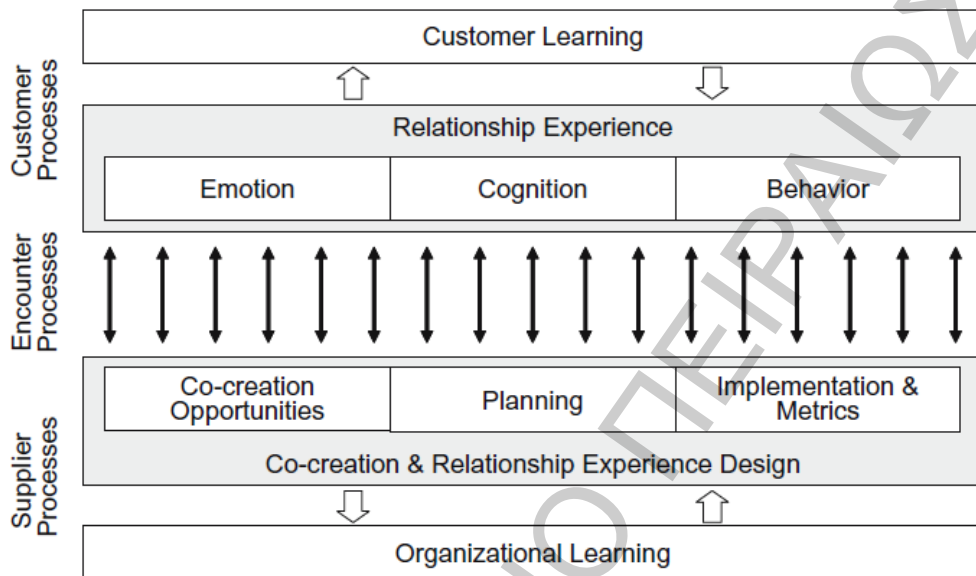 Customer Learning
Customer
Processes
Relationship Experience
Emotion
Cognition
Behavior
Encounter
Processes
Co-creation
Opportunities
Planning
Implementation &
Metrics
Supplier
Processes
Co-creation & Relationship Experience Design
Organizational Learning
ΠΕΙΡΑΙΩΣ